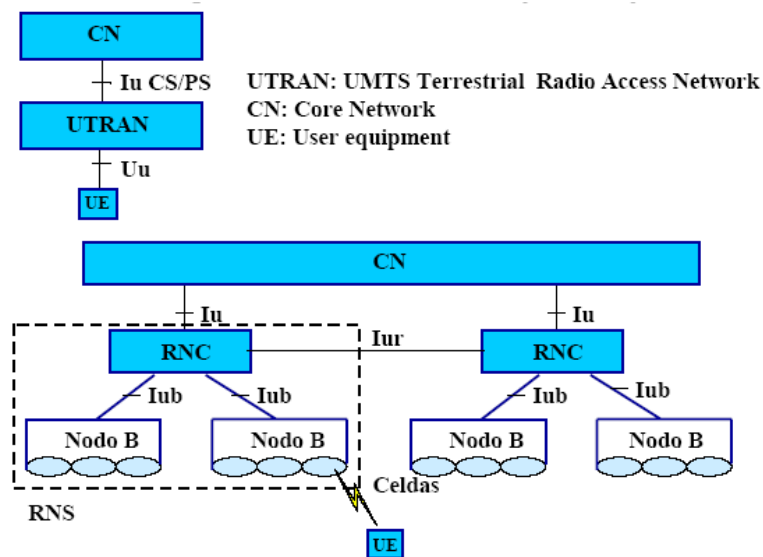 CN
Iu CS/PS
UTRAN: UMTS Terrestrial Radio Access Network
CN: Core Network
UE: User equipment
UTRAN
Uu
UE
CN
Iu
Iu
RNC
Iur
RNC
Iub
Iub
Iub
Iub
Nodo B
Nodo B
Nodo B
Nodo B
Celdas
RNS
UE